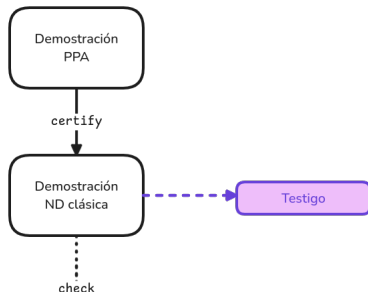 Demostración
PPA
certify
Demostración
ND clásica
Testigo
check